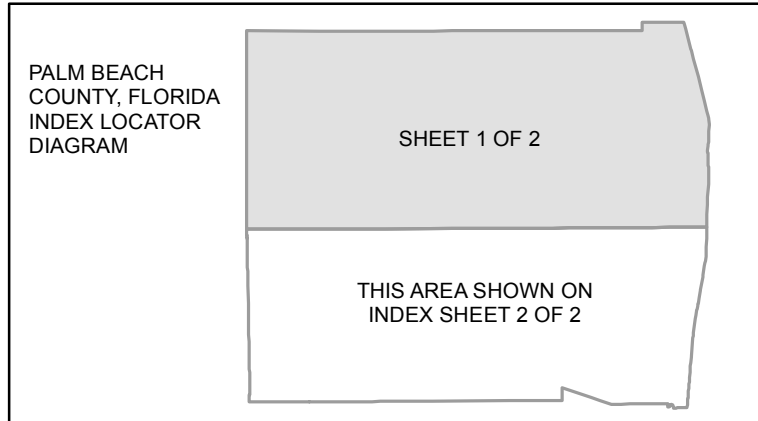 PALM BEACH
COUNTY, FLORIDA
INDEX LOCATOR
DIAGRAM
SHEET 1 OF 2
THIS AREA SHOWN ON
INDEX SHEET 2 OF 2